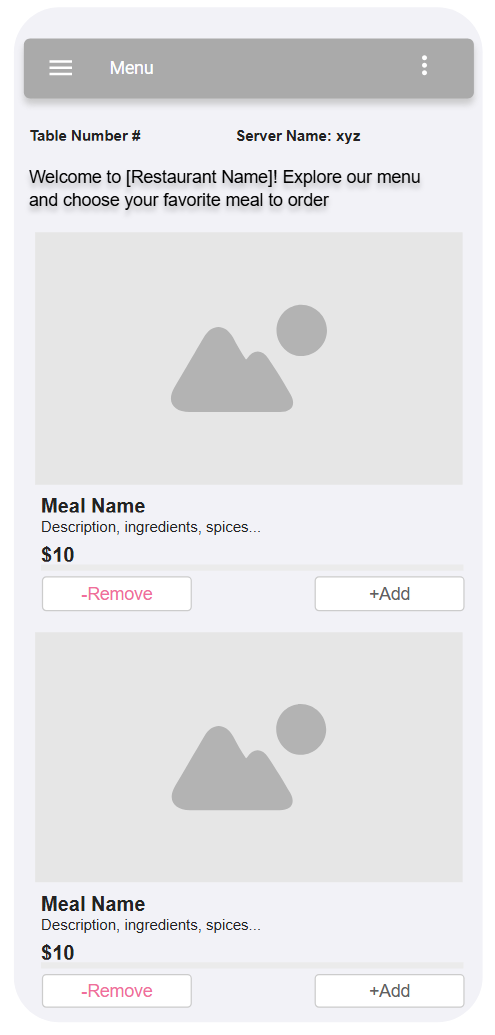 Menu
Table Number # Server Name: xyz
Welcome to [Restaurant Name]! Explore our menu
and choose your favorite meal to order
Meal Name
Description, ingredients, spices...
$10
-Remove +Add
Meal Name
Description, ingredients, spices...
$10
-Remove +Add